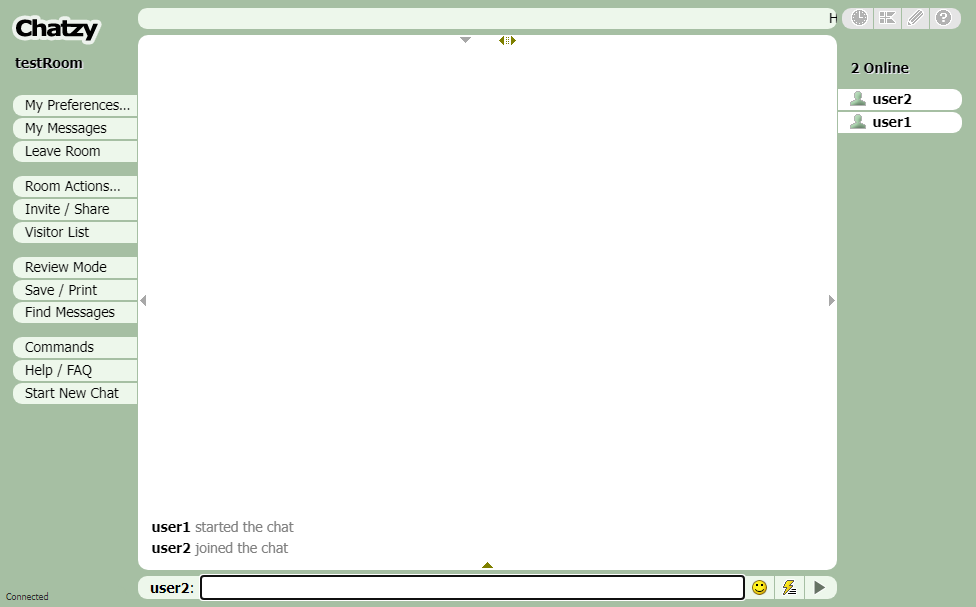 Chatzy
testRoom
My Preferences...
My Messages
Leave Room
Room Actions...
Invite / Share
Visitor List
Review Mode
Save / Print
Find Messages
Commands
Help / FAQ
Start New Chat
Connected
H
user1 started the chat
user2 joined the chat
user2:
2 Online
user2
user1